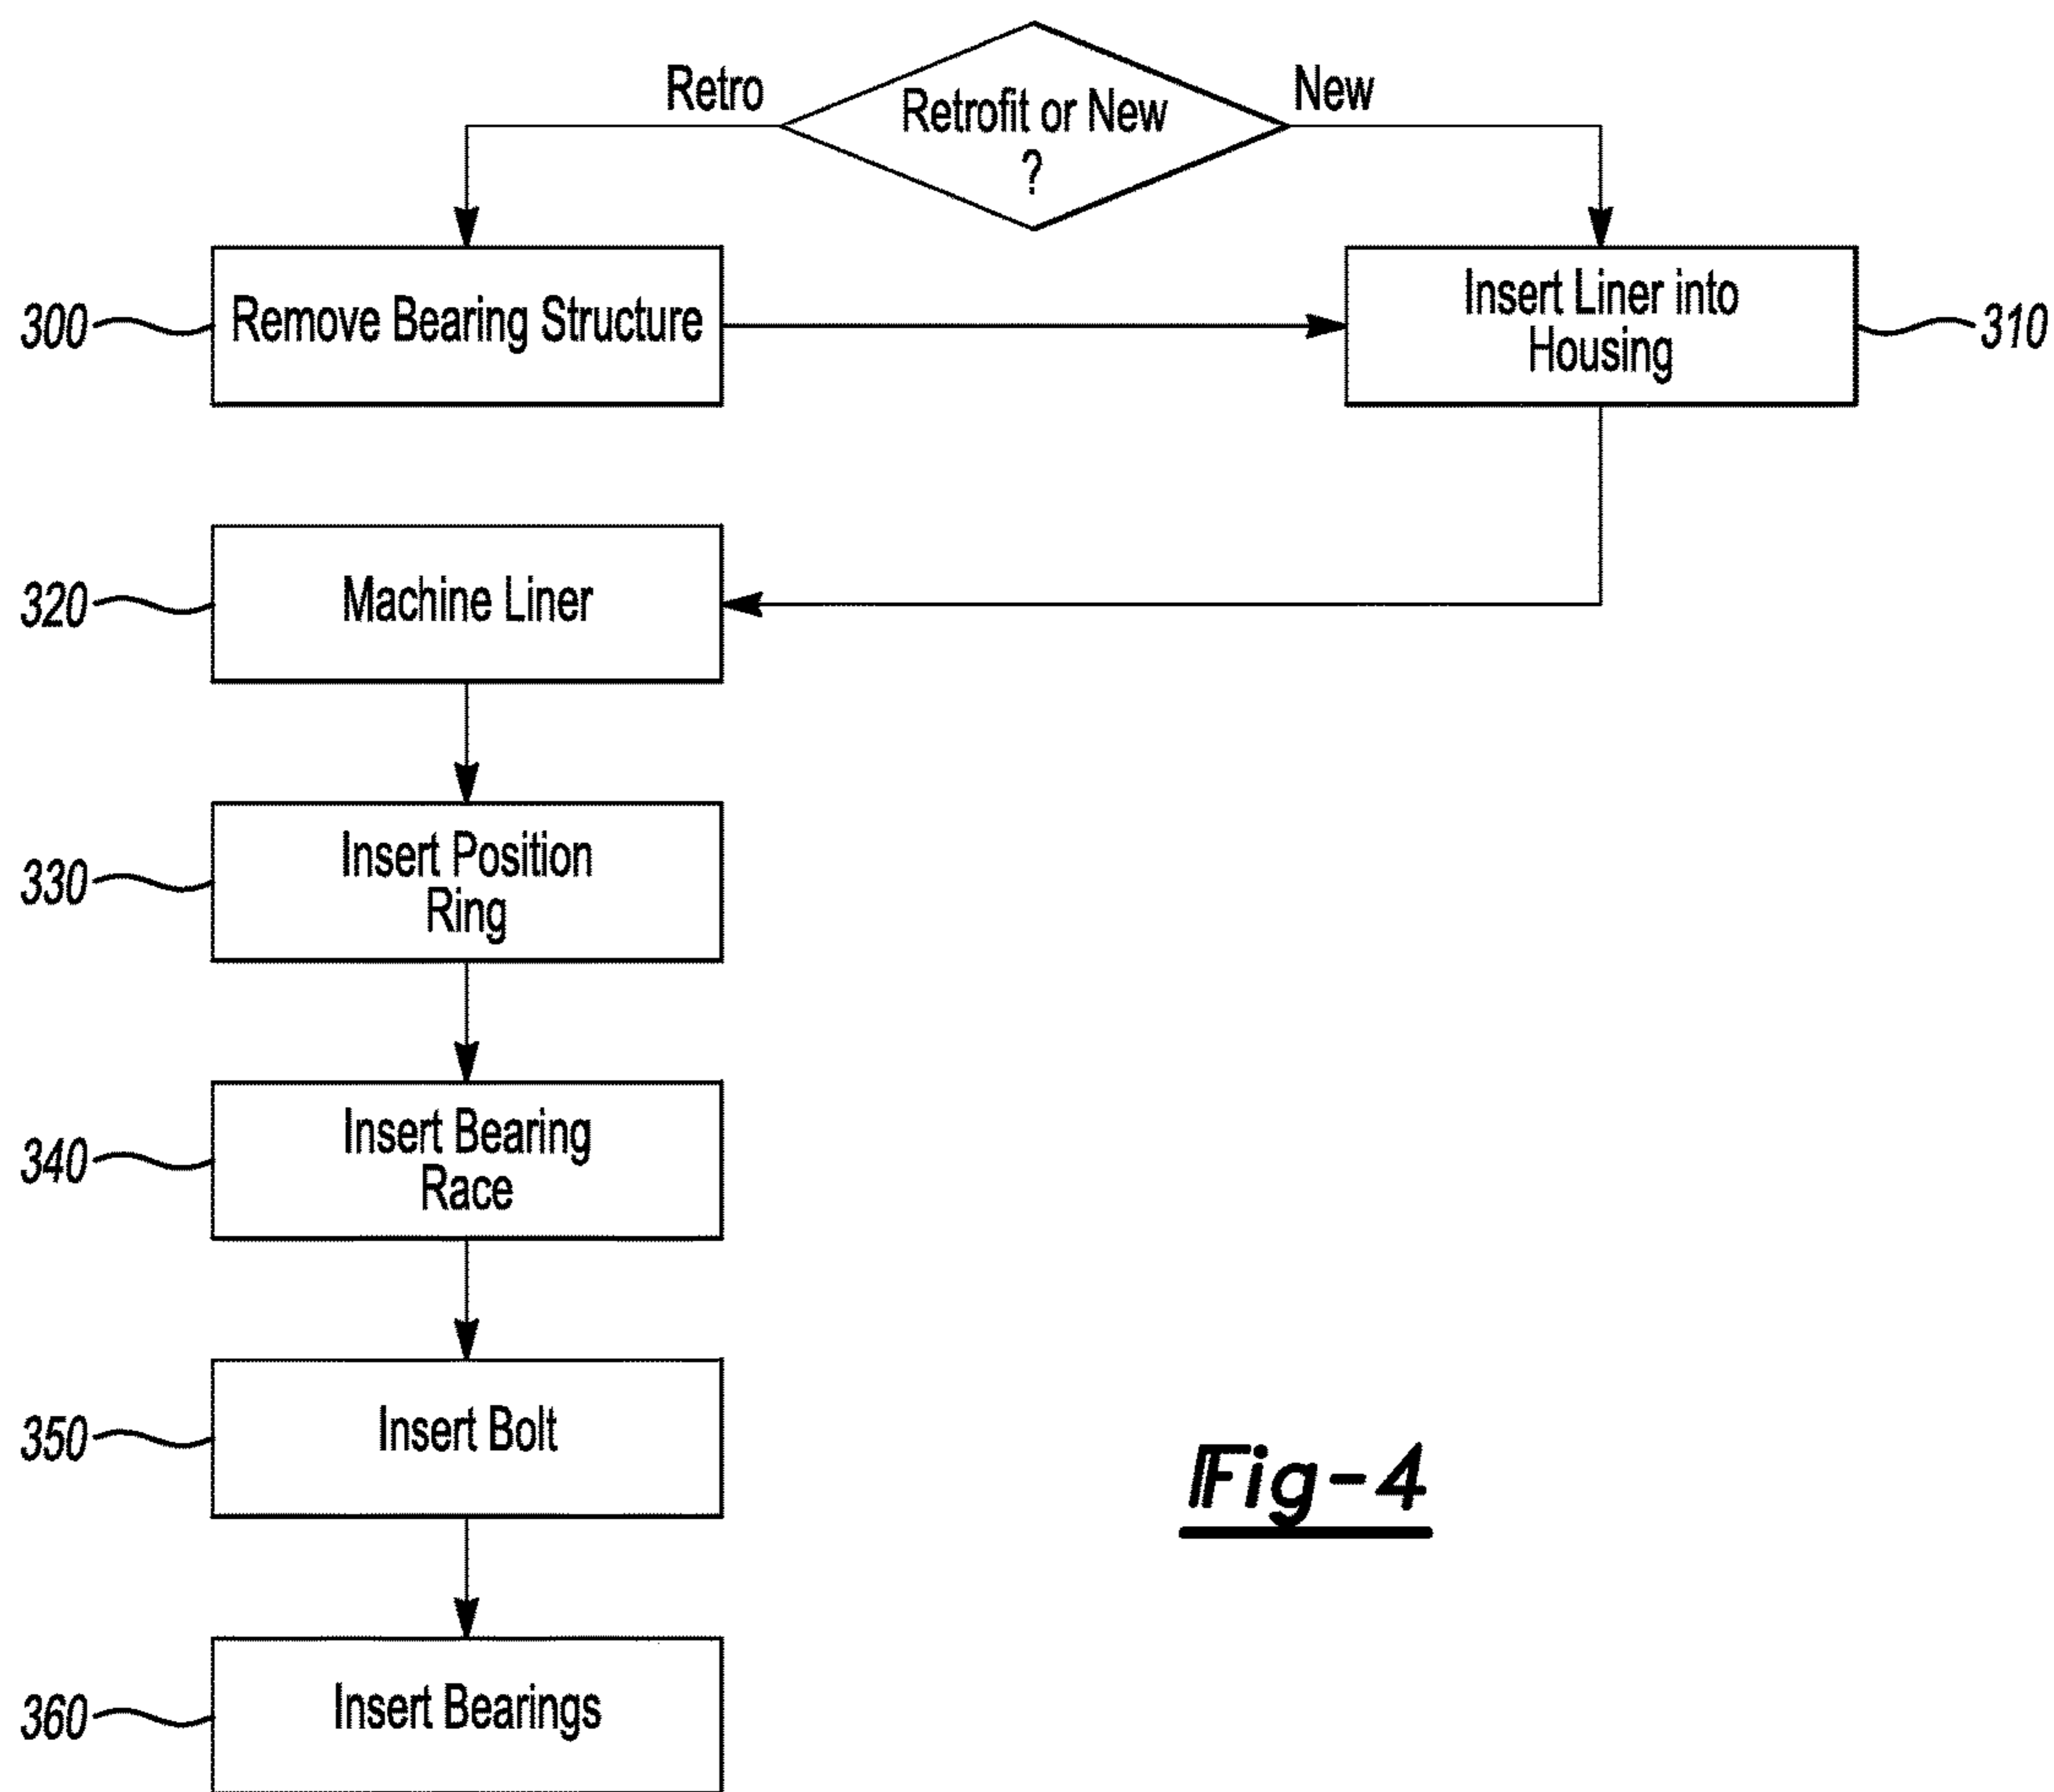 Retro
Retrofit or New
?
New
300
Remove Bearing Structure
Insert Liner into
Housing
310
320
Machine Liner
330
Insert Position
Ring
340
Insert Bearing
Race
350
Insert Bolt
360
Insert Bearings
Fig-4